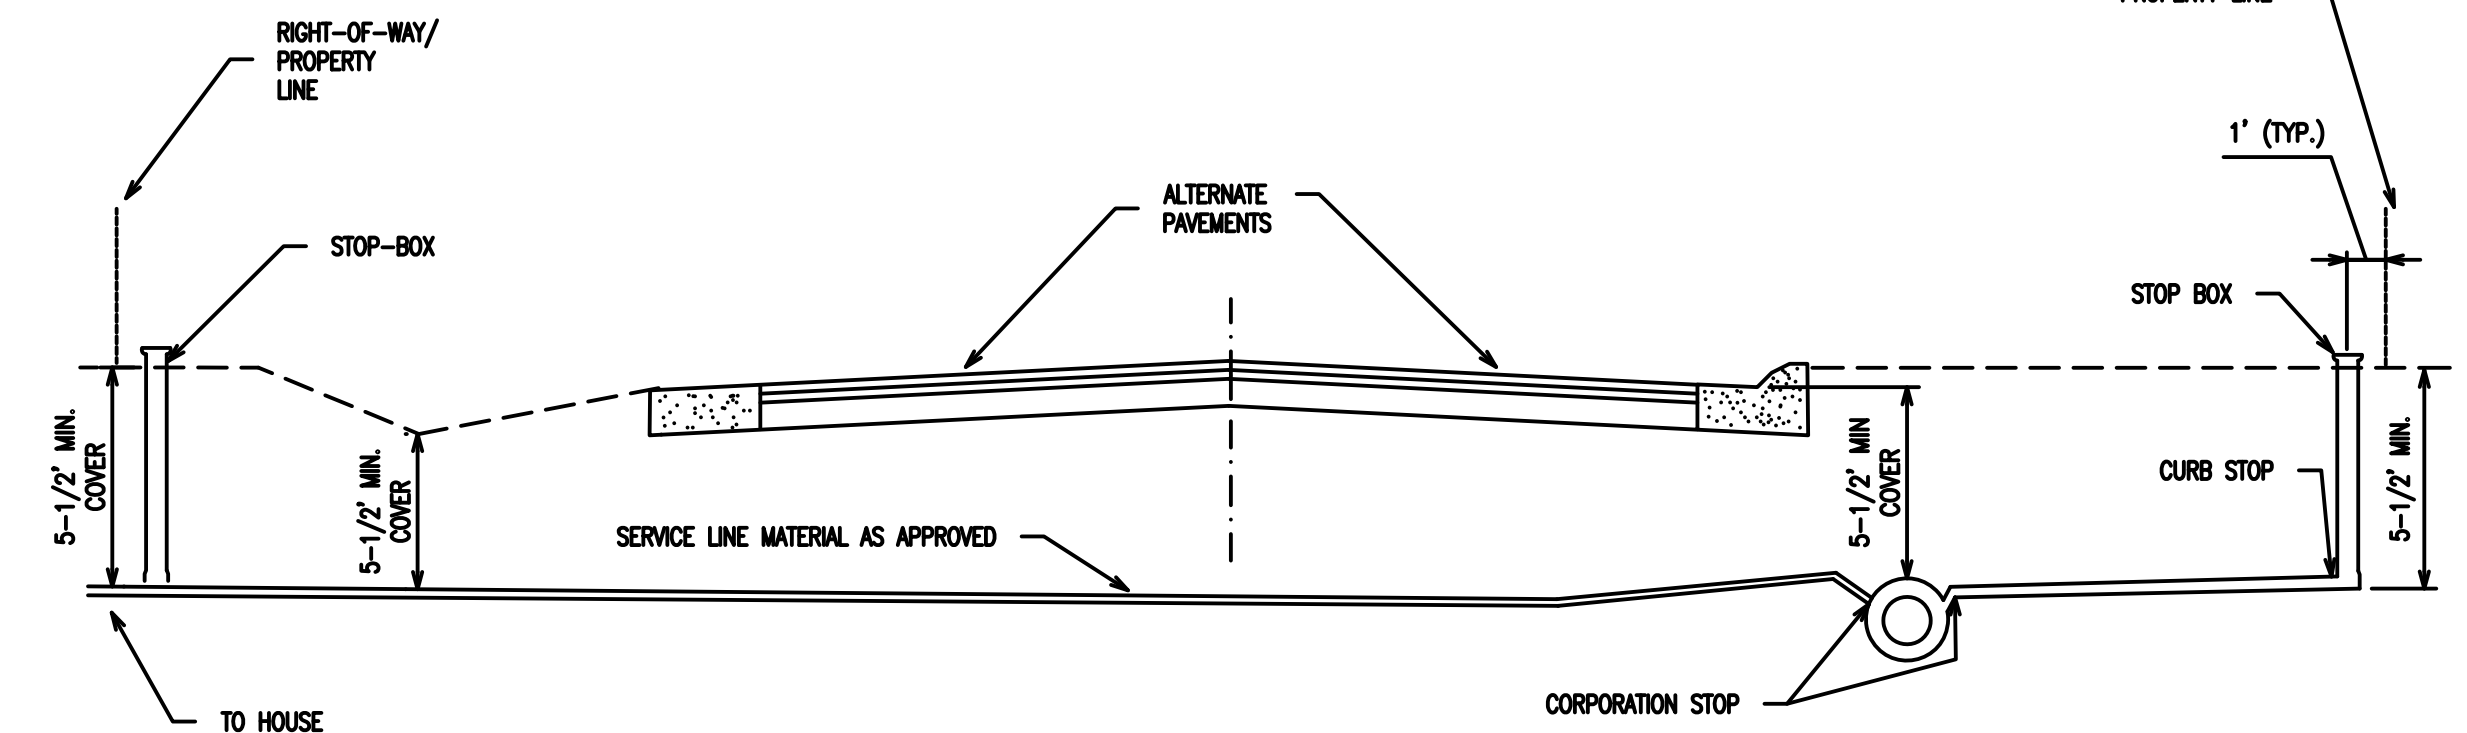 RIGHT-OF-WAY/
PROPERTY
LINE
1' (TYP.)
ALTERNATE
PAVEMENTS
STOP-BOX
STOP BOX
5-1/2' MIN.
COVER
5-1/2' MIN.
COVER
5-1/2' MIN
COVER
CURB STOP
5-1/2' MIN.
SERVICE LINE MATERIAL AS APPROVED
CORPORATION STOP
TO HOUSE